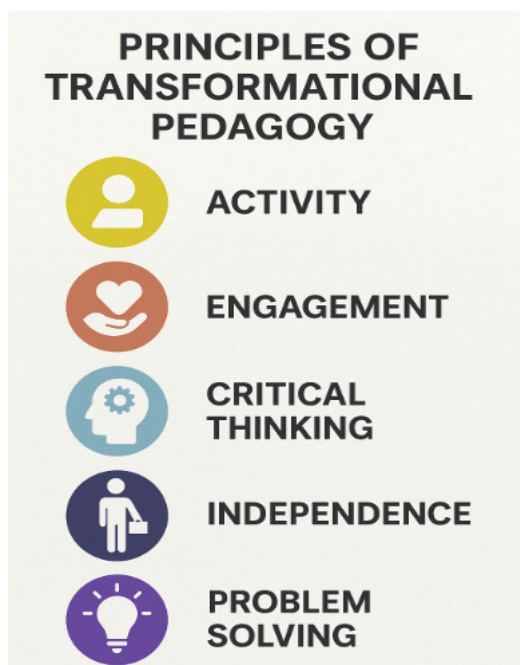 PRINCIPLES OF
TRANSFORMATIONAL
PEDAGOGY
ACTIVITY
ENGAGEMENT
CRITICAL
THINKING
INDEPENDENCE
PROBLEM
SOLVING